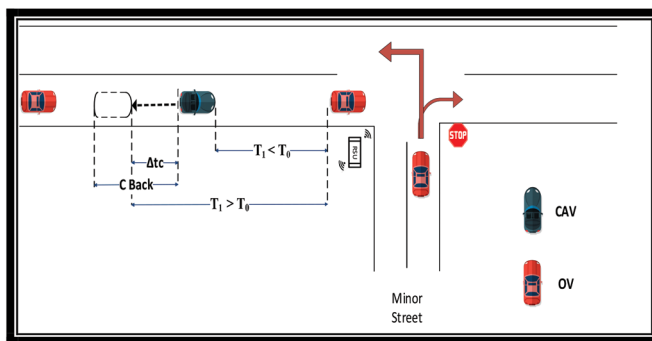 STOP
T₁ < T₀
RSU
Δtc
C Back
T₁ > T₀
CAV
OV
Minor
Street